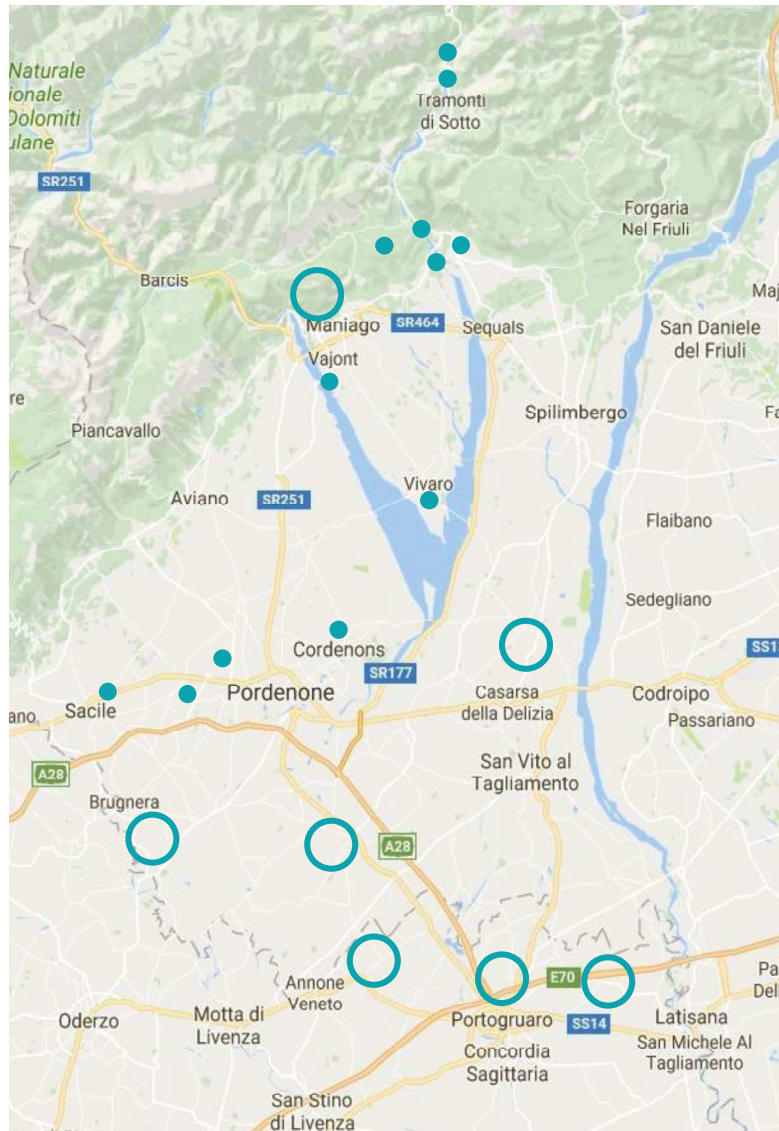 Naturale
ionale
Dolomiti
ulane
Tramonti
di Sotto
SR251
Forgaria
Nel Friuli
Barcis
Maj
Maniago
SR464
Sequals
San Daniele
del Friuli
Vajont
re
Piancavallo
Spilimbergo
Fa
Vivaro
Aviano
SR251
Flaibano
Sedegliano
Cordenons
SS13
SR177
Pordenone
Casarsa
della Delizia
Codroipo
Sacile
ano
Passariano
San Vito al
Tagliamento
A28
Brugnera
A28
Annone
Veneto
E70
Pa
Dell
Motta di
Livenza
Oderzo
Portogruaro
SS14
Latisana
Concordia
Sagittaria
San Michele Al
Tagliamento
San Stino
di Livenza